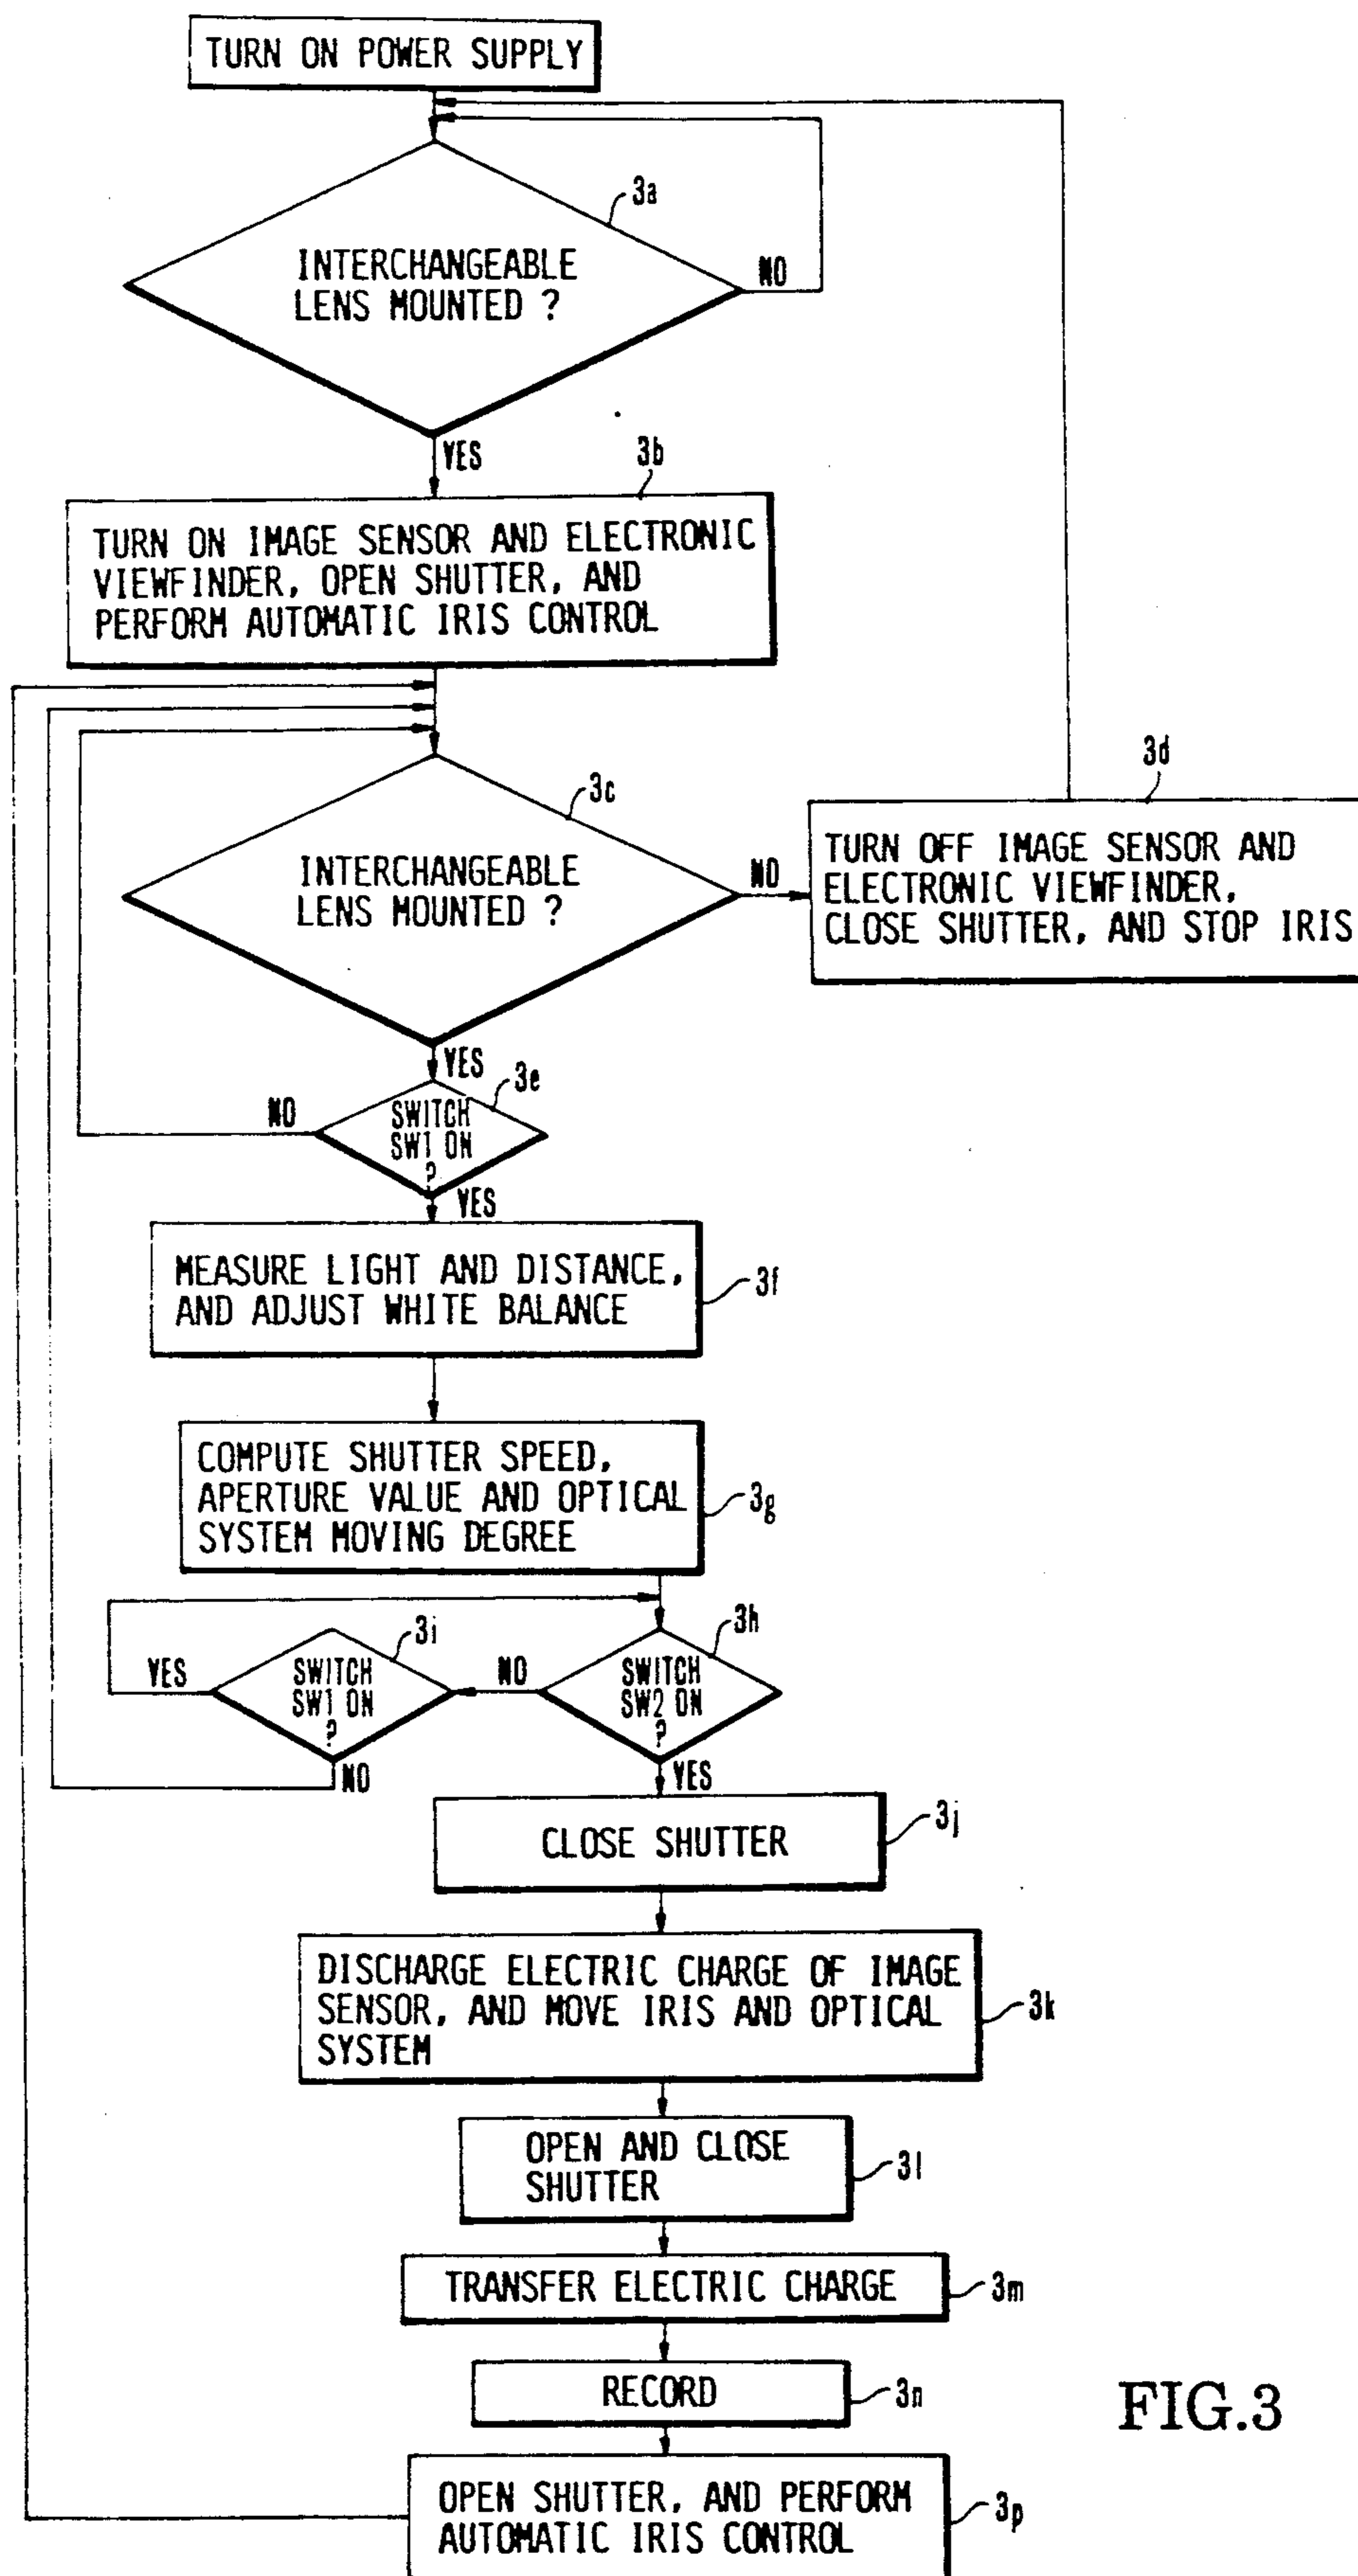 TURN ON POWER SUPPLY
3a
INTERCHANGEABLE
LENS MOUNTED ?
NO
YES
3b
TURN ON IMAGE SENSOR AND ELECTRONIC
VIEWFINDER, OPEN SHUTTER, AND
PERFORM AUTOMATIC IRIS CONTROL
3c
INTERCHANGEABLE
LENS MOUNTED ?
NO
3d
TURN OFF IMAGE SENSOR AND
ELECTRONIC VIEWFINDER,
CLOSE SHUTTER, AND STOP IRIS
YES
3e
NO
SWITCH
SW1 ON
?
YES
MEASURE LIGHT AND DISTANCE,
AND ADJUST WHITE BALANCE
3f
COMPUTE SHUTTER SPEED,
APERTURE VALUE AND OPTICAL
SYSTEM MOVING DEGREE
3g
3i
YES
SWITCH
SW1 ON
?
NO
NO
3h
SWITCH
SW2 ON
?
YES
CLOSE SHUTTER
3j
DISCHARGE ELECTRIC CHARGE OF IMAGE
SENSOR, AND MOVE IRIS AND OPTICAL
SYSTEM
3k
OPEN AND CLOSE
SHUTTER
3l
TRANSFER ELECTRIC CHARGE
3m
RECORD
3n
OPEN SHUTTER, AND PERFORM
AUTOMATIC IRIS CONTROL
3p
FIG.3